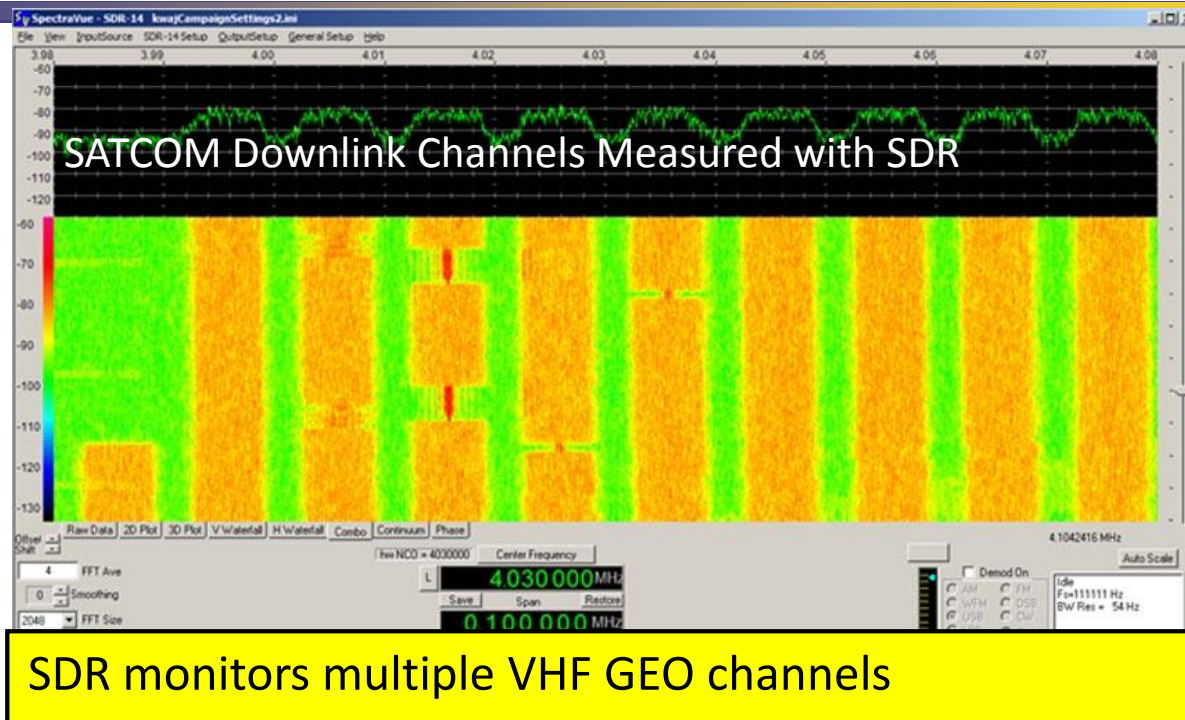 SpectraVue - SDR-14 kwajCampaignSettings2.ini
File View InputSource SDR-14 Setup OutputSetup General Setup Help
3.98 3.99 4.00 4.01 4.02 4.03 4.04 4.05 4.06 4.07 4.08
-60
-70
-80
-90
-100
-110
-120
SATCOM Downlink Channels Measured with SDR
-60
-70
-80
-90
-100
-110
-120
-130
Raw Data 2D Plot 3D Plot V Waterfall H Waterfall Combo Continuum Phase
Offset
Shift
4.1042416 MHz
hw NCO = 4030000 Center Frequency
Auto Scale
4 FFT Ave
L 4.030 000 MHz
Demod On
Idle
0 Smoothing
Save Span Restore
AM FM
Fs=111111 Hz
WFM DSB
BW Res = 54 Hz
2048 FFT Size
0.100 000 MHz
USB CW
SDR monitors multiple VHF GEO channels